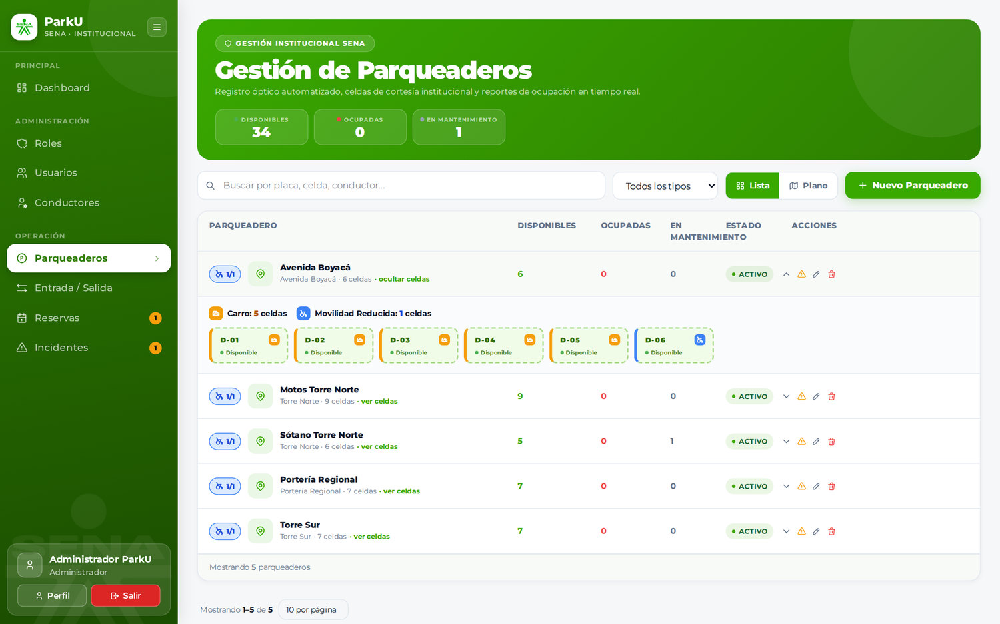 SENA
ParkU
SENA · INSTITUCIONAL
PRINCIPAL
Dashboard
ADMINISTRACIÓN
Roles
Usuarios
Conductores
OPERACIÓN
Parqueaderos
Entrada / Salida
Reservas 1
Incidentes 1
SENA
Administrador ParkU
Administrador
Perfil Salir
GESTIÓN INSTITUCIONAL SENA
Gestión de Parqueaderos
Registro óptico automatizado, celdas de cortesía institucional y reportes de ocupación en tiempo real.
DISPONIBLES OCUPADAS EN MANTENIMIENTO
34 0 1
Buscar por placa, celda, conductor... Todos los tipos Lista Plano + Nuevo Parqueadero
PARQUEADERO DISPONIBLES OCUPADAS EN MANTENIMIENTO ESTADO ACCIONES
1/1 Avenida Boyacá 6 0 0 ACTIVO
Avenida Boyacá · 6 celdas · ocultar celdas
Carro: 5 celdas Movilidad Reducida: 1 celdas
D-01 D-02 D-03 D-04 D-05 D-06
Disponible Disponible Disponible Disponible Disponible Disponible
1/1 Motos Torre Norte 9 0 0 ACTIVO
Torre Norte · 9 celdas · ver celdas
1/1 Sótano Torre Norte 5 0 1 ACTIVO
Torre Norte · 6 celdas · ver celdas
1/1 Portería Regional 7 0 0 ACTIVO
Portería Regional · 7 celdas · ver celdas
1/1 Torre Sur 7 0 0 ACTIVO
Torre Sur · 7 celdas · ver celdas
Mostrando 5 parqueaderos
Mostrando 1–5 de 5 10 por página